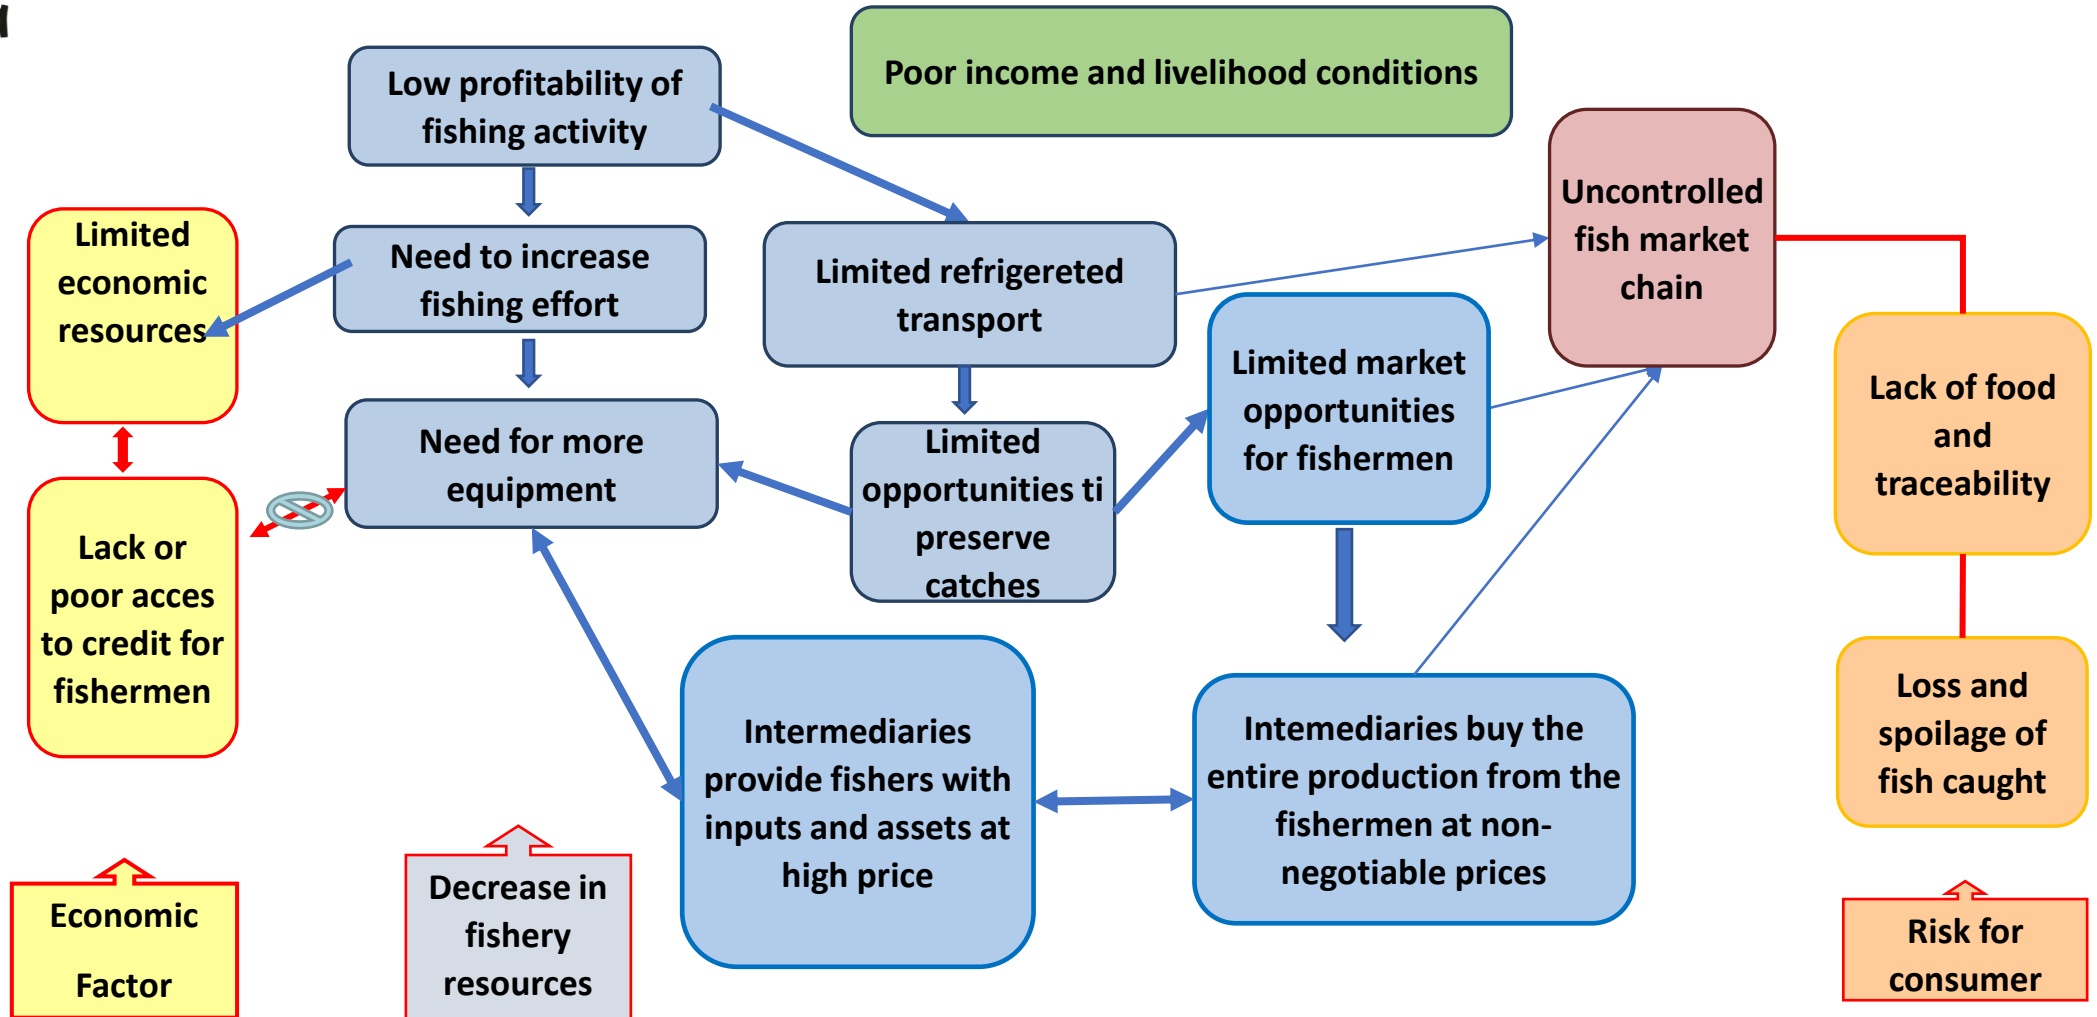 Poor income and livelihood conditions
Low profitability of
fishing activity
Uncontrolled
fish market
chain
Limited
economic
resources
Need to increase
fishing effort
Limited refrigereted
transport
Limited market
opportunities
for fishermen
Lack of food
and
traceability
Need for more
equipment
Limited
opportunities ti
preserve
catches
Lack or
poor acces
to credit for
fishermen
Intermediaries
provide fishers with
inputs and assets at
high price
Intemediaries buy the
entire production from the
fishermen at non-
negotiable prices
Loss and
spoilage of
fish caught
Economic
Factor
Decrease in
fishery
resources
Risk for
consumer